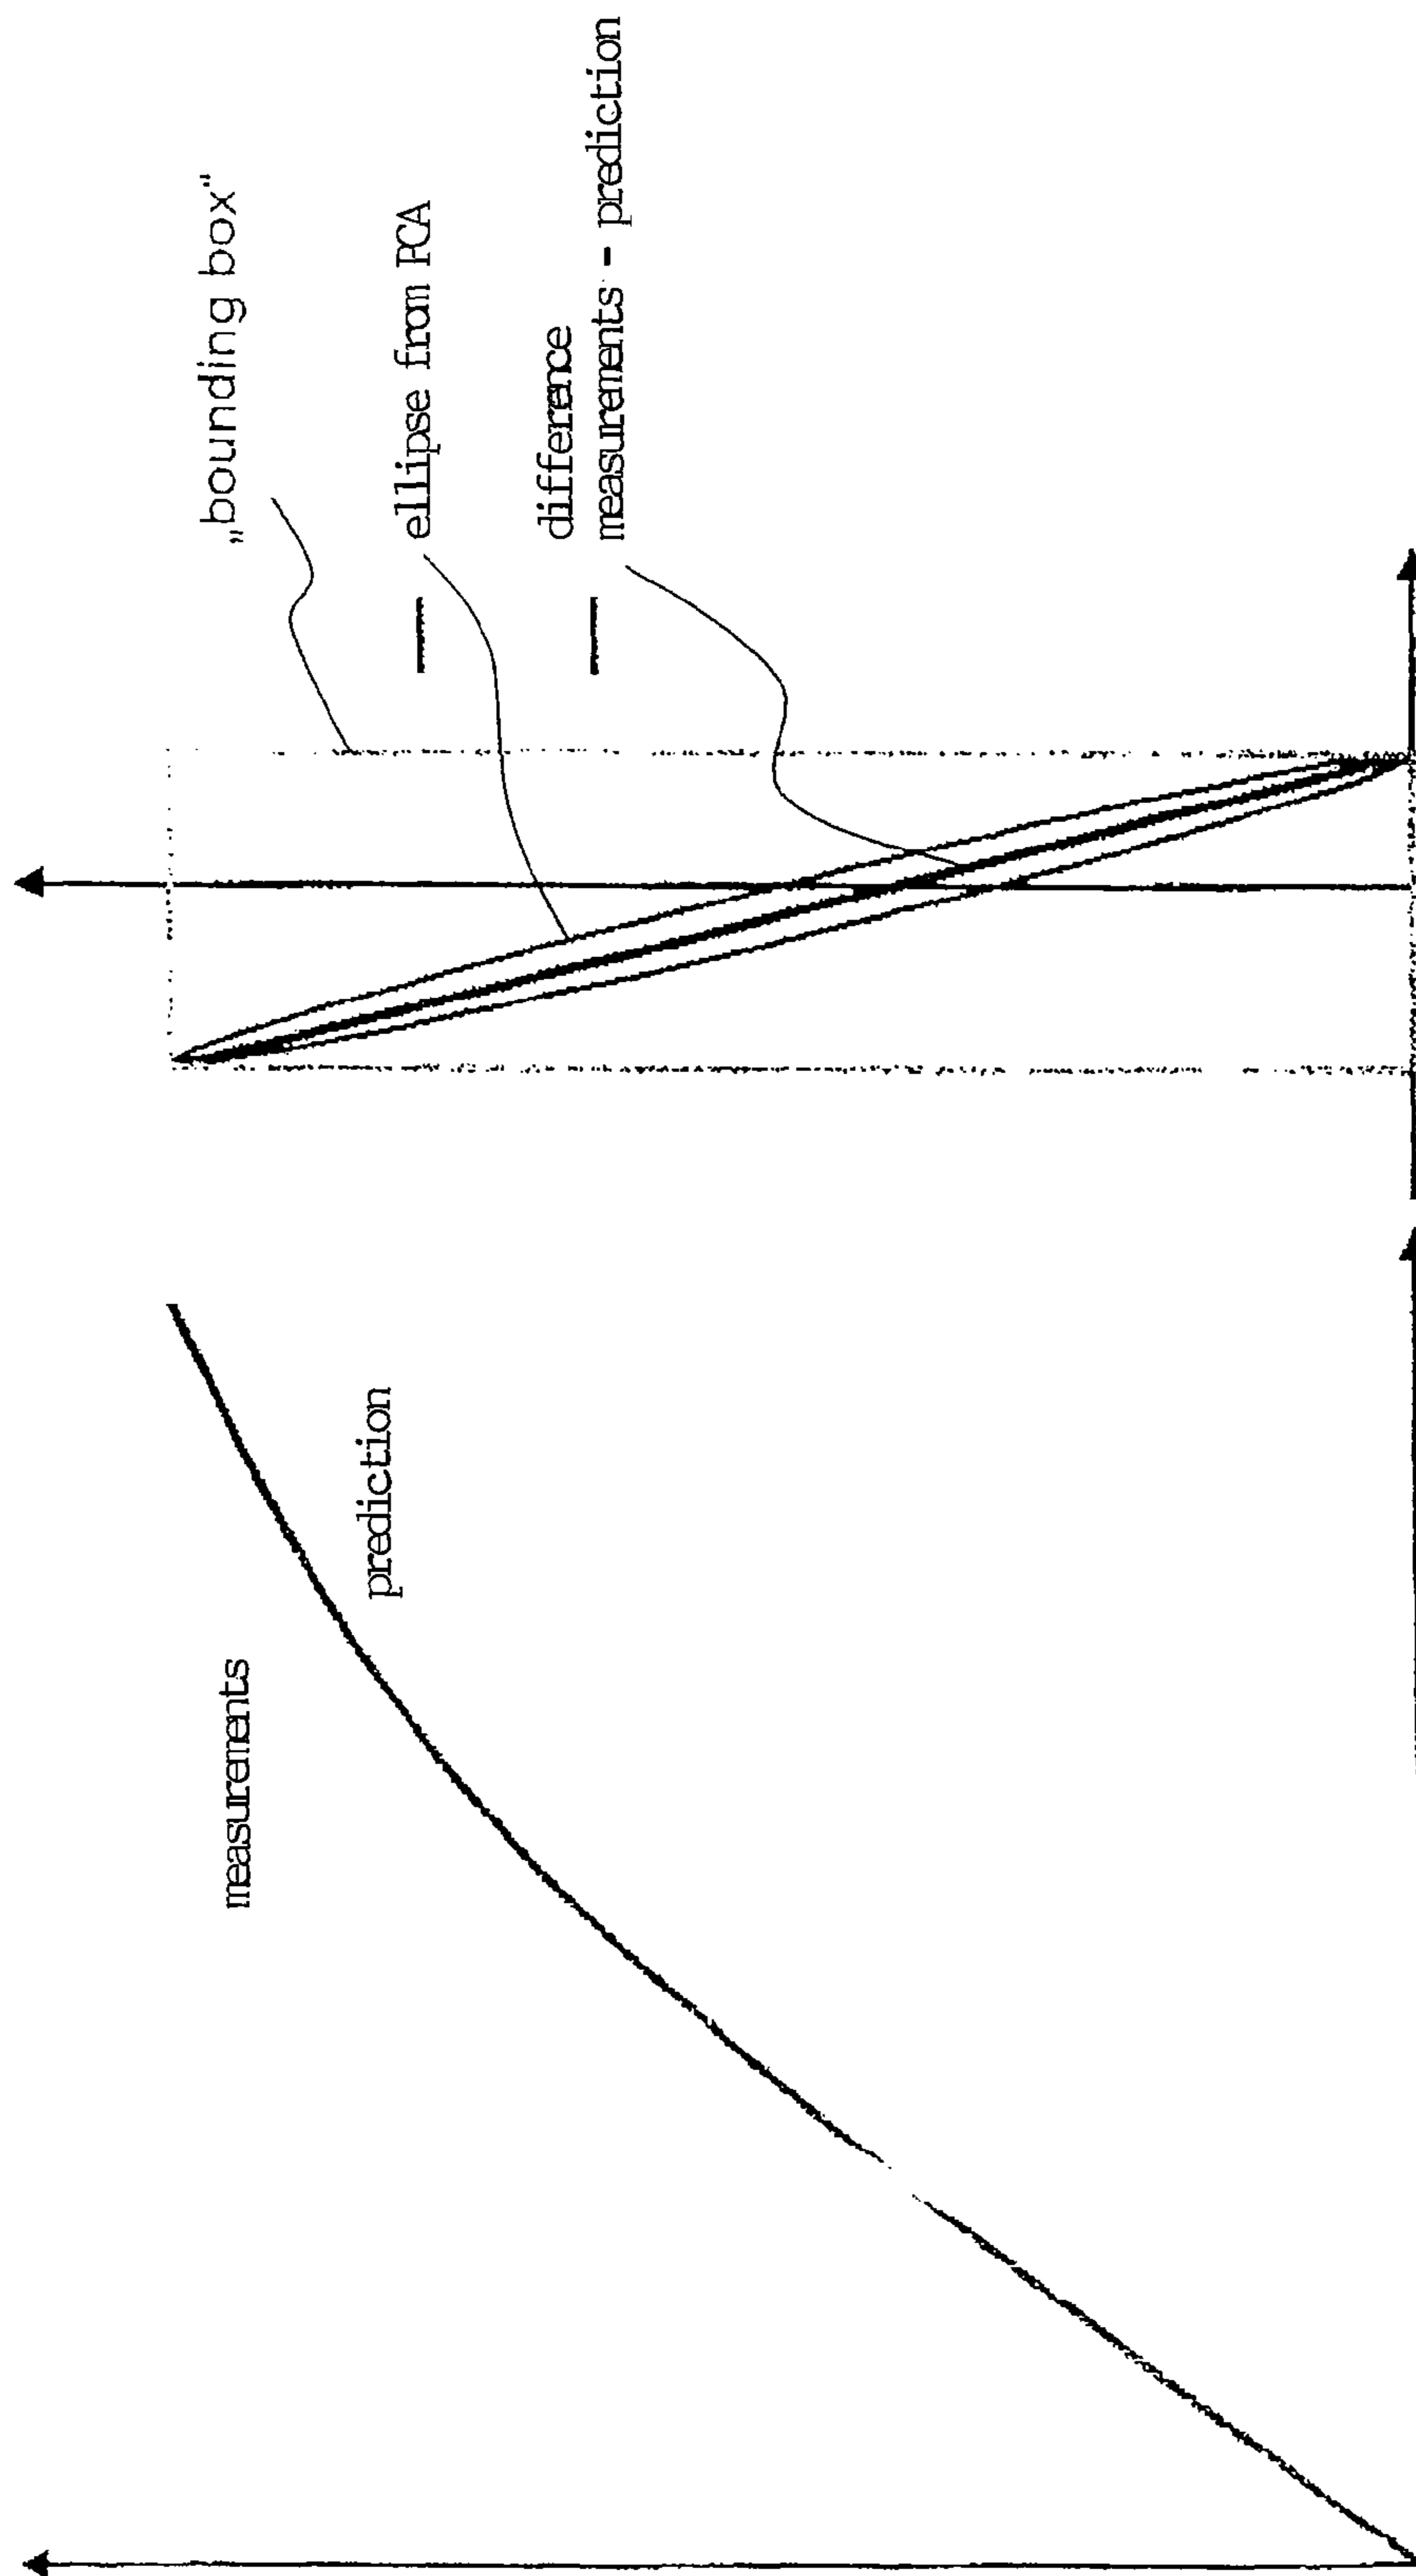 „bounding box“
ellipse from PCA
difference
measurements - prediction
measurements
prediction